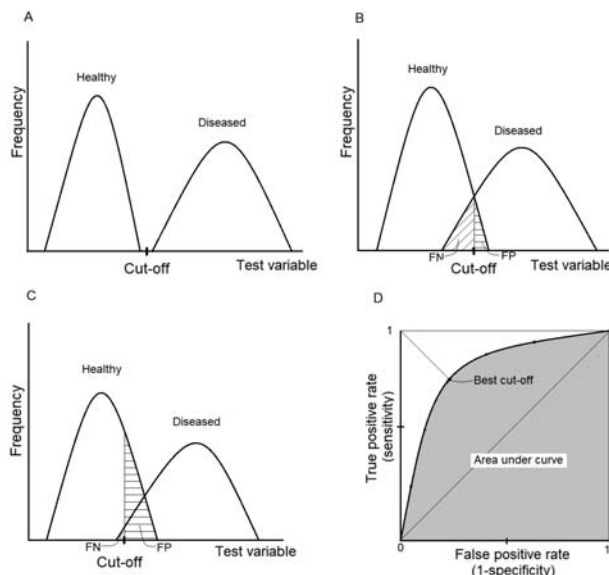 A
Frequency
Healthy
Diseased
Cut-off
Test variable
B
Frequency
Healthy
Diseased
FN
FP
Cut-off
Test variable
C
Frequency
Healthy
Diseased
FN
FP
Cut-off
Test variable
D
True positive rate
(sensitivity)
1
Best cut-off
Area under curve
0
1
False positive rate
(1-specificity)